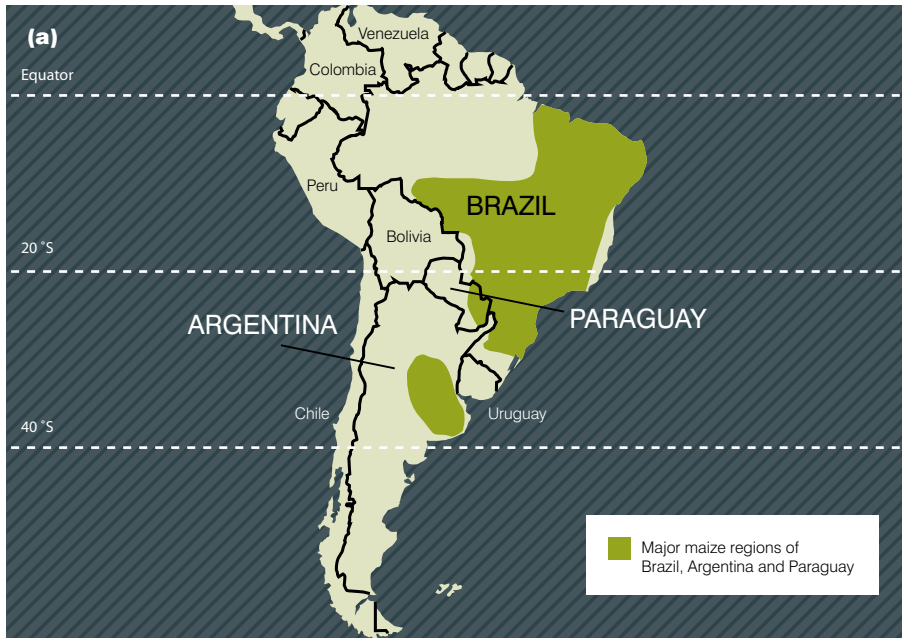 (a)
Venezuela
Colombia
Equator
Peru
BRAZIL
Bolivia
20 ˚S
ARGENTINA
PARAGUAY
Chile
Uruguay
40 ˚S
Major maize regions of
Brazil, Argentina and Paraguay